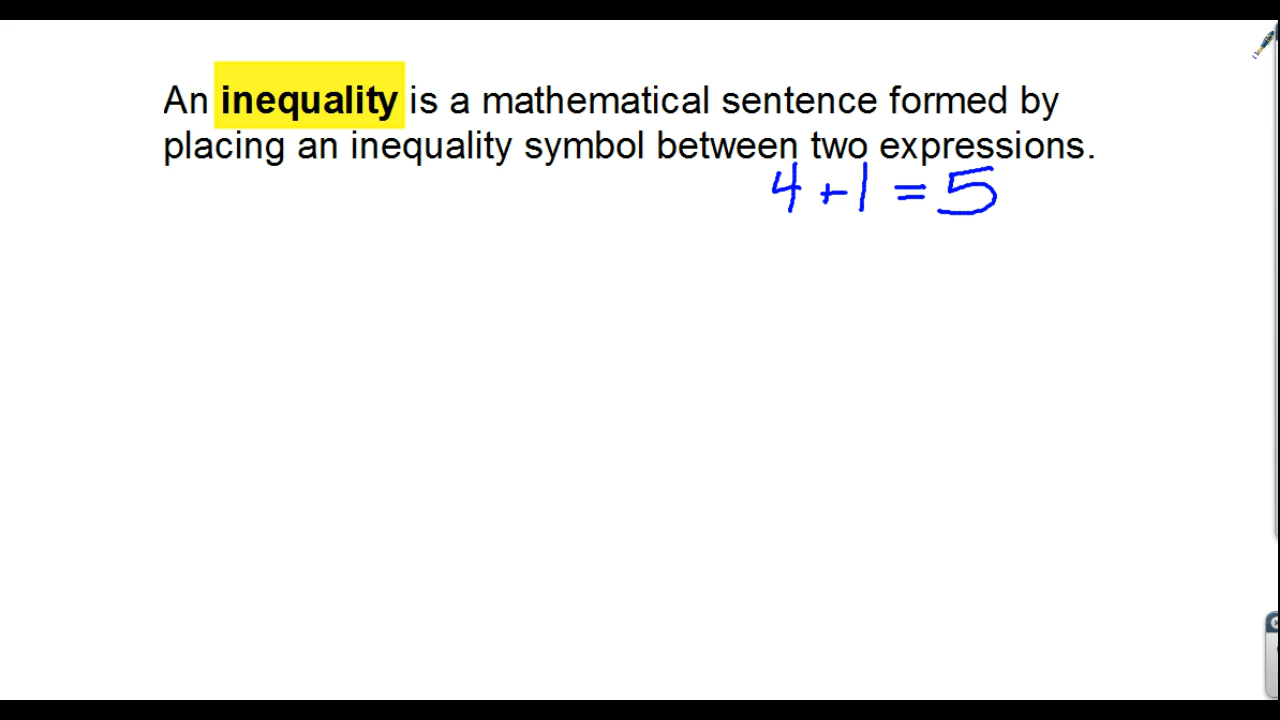 An inequality is a mathematical sentence formed by
placing an inequality symbol between two expressions.
4 + 1 = 5